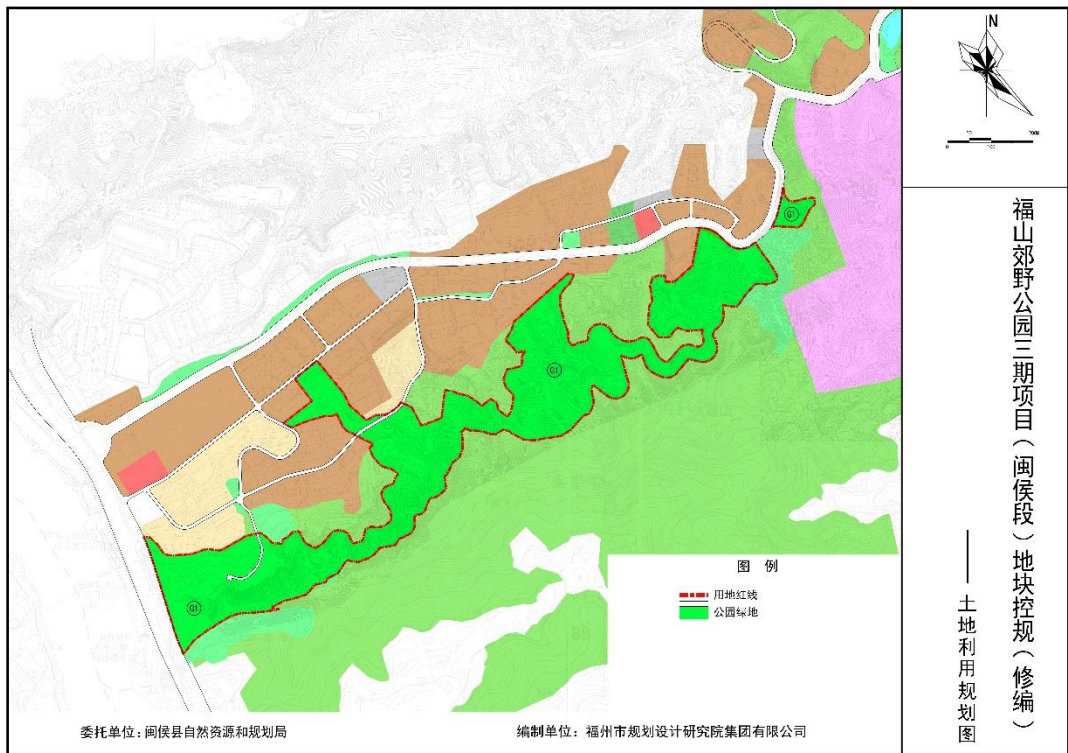 N
福山郊野公园三期项目（闽侯段）地块控规（修编）
——土地利用规划图
G1
G1
G1
图 例
用地红线
公园绿地
委托单位：闽侯县自然资源和规划局
编制单位：福州市规划设计研究院集团有限公司